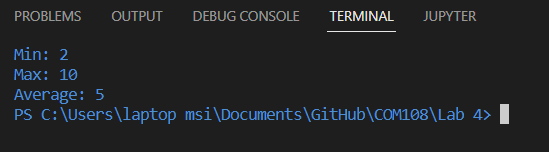 PROBLEMS OUTPUT DEBUG CONSOLE TERMINAL JUPYTER
Min: 2
Max: 10
Average: 5
PS C:\Users\laptop msi\Documents\GitHub\COM108\Lab 4>